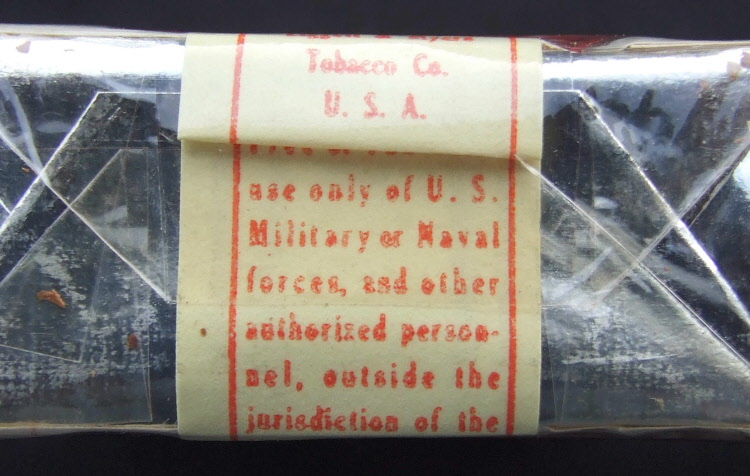 Tobacco Co.
U. S. A.
use only of U. S.
Military or Naval
forces, and other
authorized person-
nel, outside the
jurisdiction of the